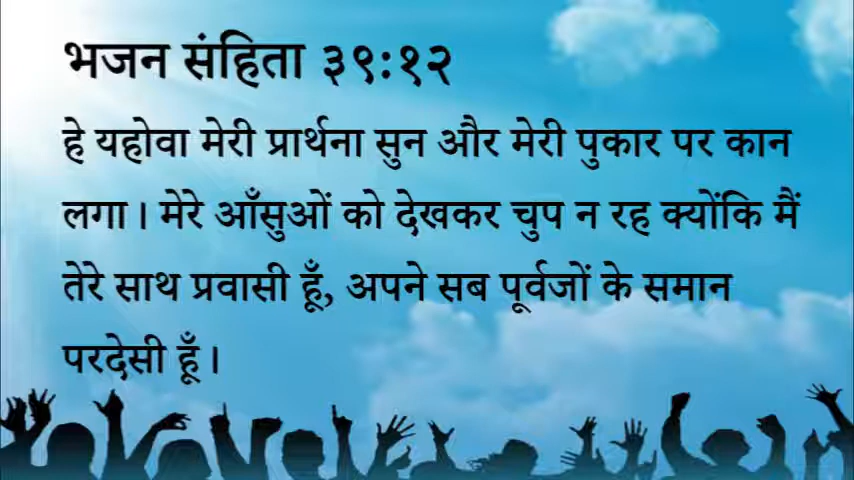 भजन संहिता ३९:१२
हे यहोवा मेरी प्रार्थना सुन और मेरी पुकार पर कान
लगा। मेरे आँसुओं को देखकर चुप न रह क्योंकि मैं
तेरे साथ प्रवासी हूँ, अपने सब पूर्वजों के समान
परदेसी हूँ।